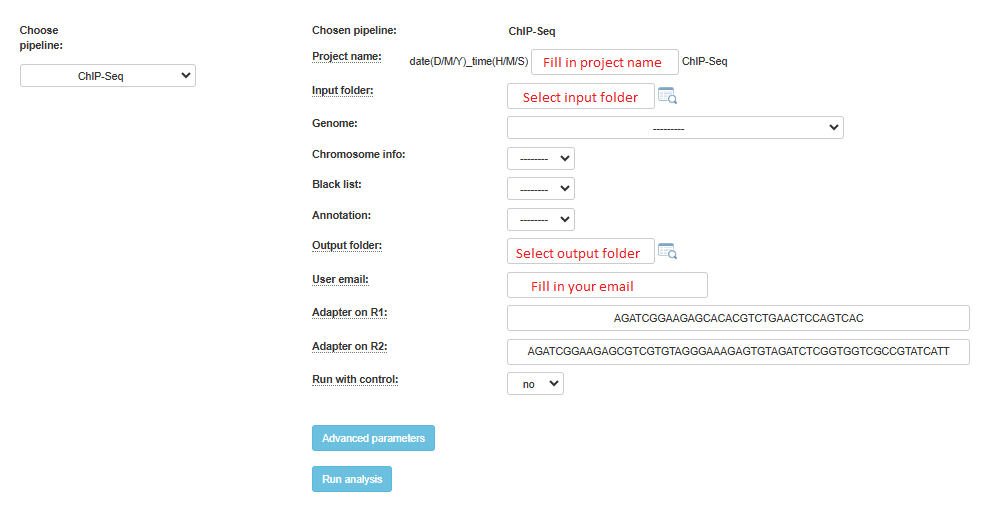 Choose
pipeline:
ChIP-Seq
Chosen pipeline: ChIP-Seq
Project name: date(D/M/Y)_time(H/M/S) Fill in project name ChIP-Seq
Input folder: Select input folder
Genome: ---------
Chromosome info: --------
Black list: --------
Annotation: --------
Output folder: Select output folder
User email: Fill in your email
Adapter on R1: AGATCGGAAGAGCACACGTCTGAACTCCAGTCAC
Adapter on R2: AGATCGGAAGAGCGTCGTGTAGGGAAAGAGTGTAGATCTCGGTGGTCGCCGTATCATT
Run with control: no
Advanced parameters
Run analysis